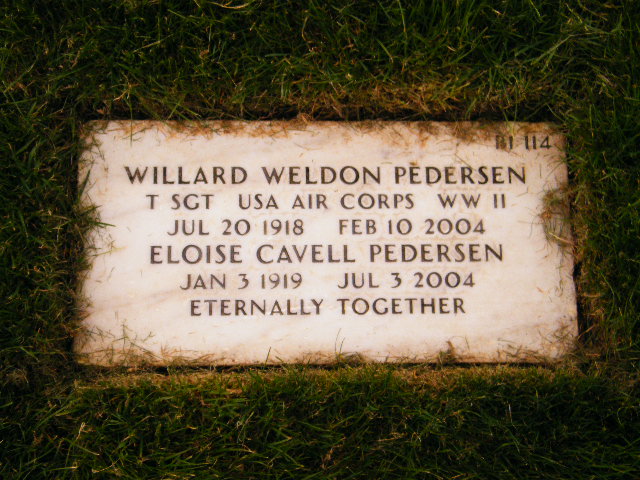 B1 114
WILLARD WELDON PEDERSEN
T SGT USA AIR CORPS WW II
JUL 20 1918 FEB 10 2004
ELOISE CAVELL PEDERSEN
JAN 3 1919 JUL 3 2004
ETERNALLY TOGETHER